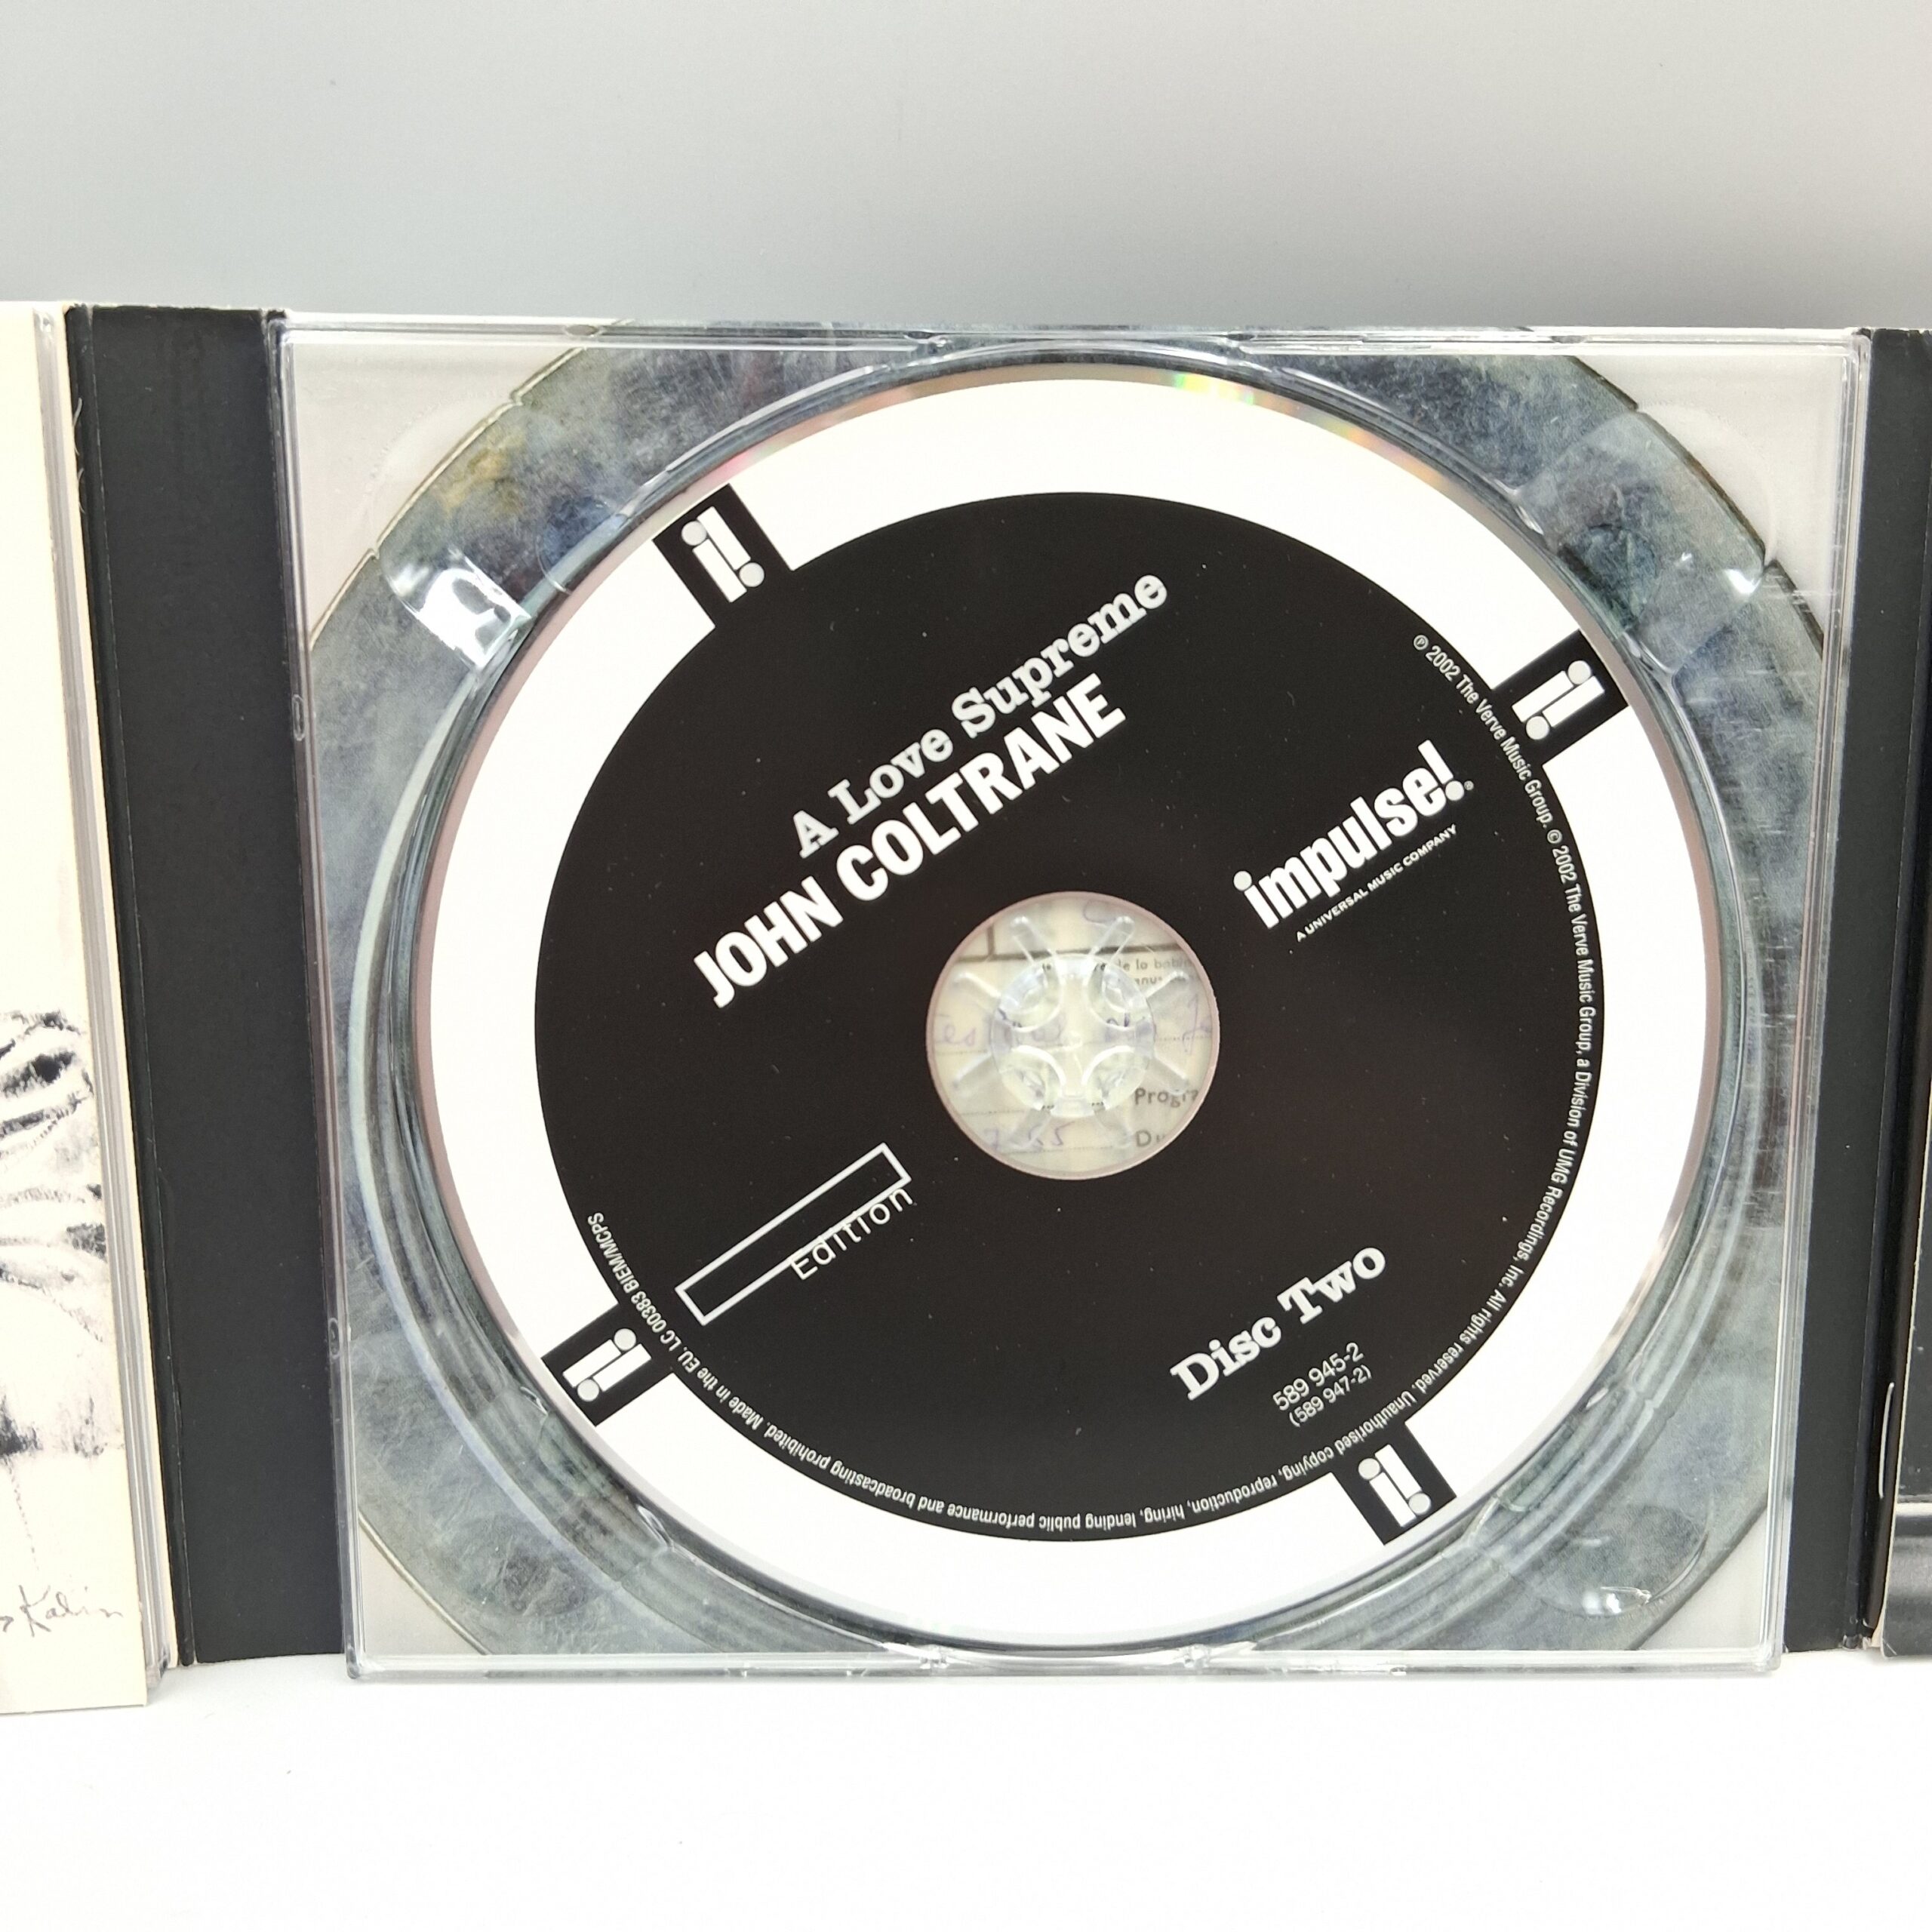 A Love Supreme
JOHN COLTRANE
impulse!®
A UNIVERSAL MUSIC COMPANY
Edition
Disc Two
589 945-2
(589 947-2)
℗ 2002 The Verve Music Group. © 2002 The Verve Music Group, a Division of UMG Recordings, Inc. All rights reserved. Unauthorised copying, reproduction, hiring, lending public performance and broadcasting prohibited. Made in the EU. LC 00383 BIEM/MCPS
i!
i!
i!
i!
Kalin